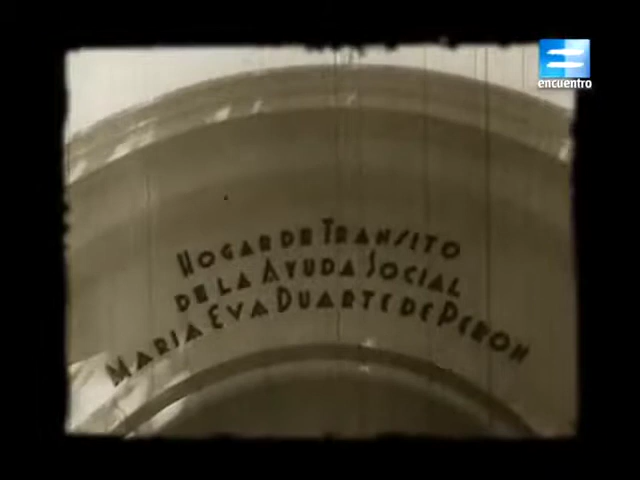 encuentro
HOGAR DE TRANSITO
DE LA AYUDA SOCIAL
MARIA EVA DUARTE DE PERON